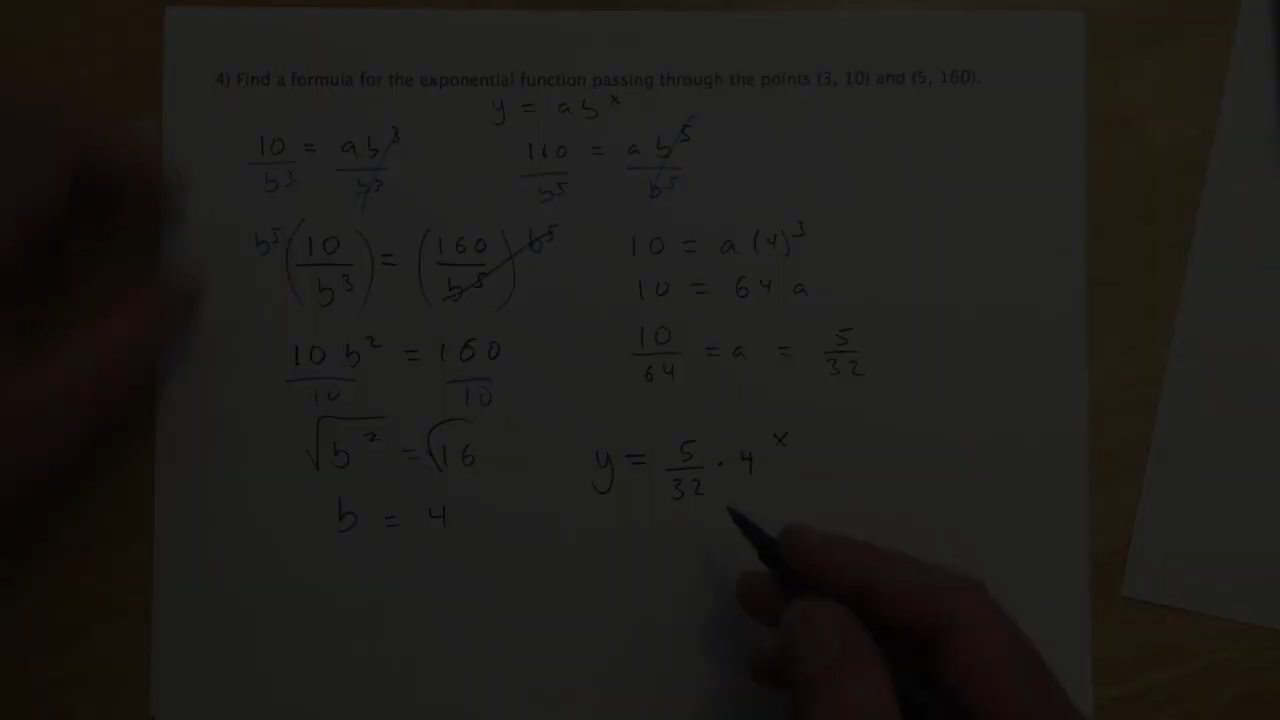 4) Find a formula for the exponential function passing through the points (3, 10) and (5, 160).
y = ab^x
10/b^3 = ab^3/b^3
160/b^5 = ab^5/b^5
b^5 (10/b^3) = (160/b^5) b^5
10b^2/10 = 160/10
√b^2 = √16
b = 4
10 = a(4)^3
10 = 64a
10/64 = a = 5/32
y = 5/32 · 4^x